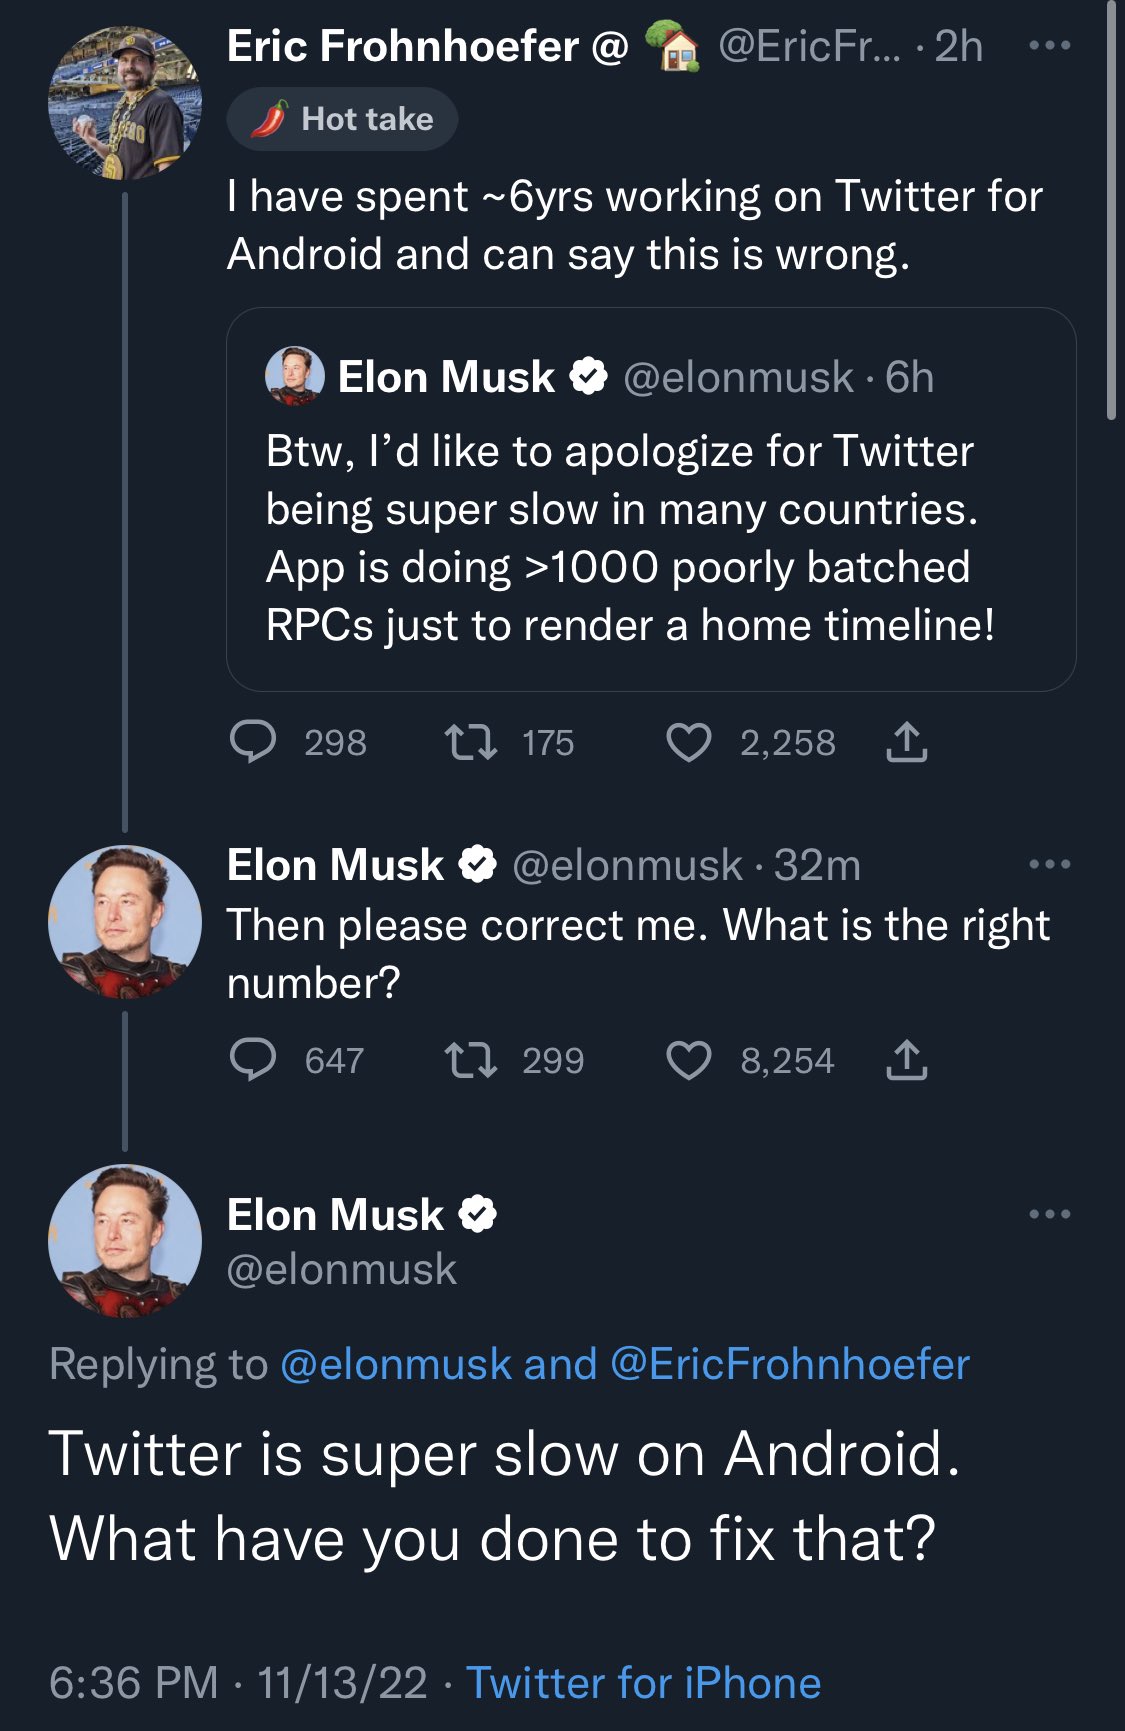 Eric Frohnhoefer @ 🏡 @EricFr... · 2h
🌶️ Hot take
I have spent ~6yrs working on Twitter for
Android and can say this is wrong.
Elon Musk @elonmusk · 6h
Btw, I’d like to apologize for Twitter
being super slow in many countries.
App is doing >1000 poorly batched
RPCs just to render a home timeline!
298 175 2,258
Elon Musk @elonmusk · 32m
Then please correct me. What is the right
number?
647 299 8,254
Elon Musk
@elonmusk
Replying to @elonmusk and @EricFrohnhoefer
Twitter is super slow on Android.
What have you done to fix that?
6:36 PM · 11/13/22 · Twitter for iPhone